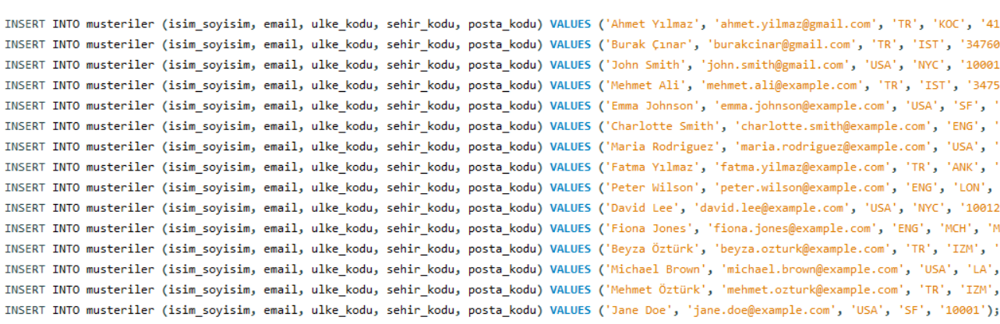 INSERT INTO musteriler (isim_soyisim, email, ulke_kodu, sehir_kodu, posta_kodu) VALUES ('Ahmet Yılmaz', 'ahmet.yilmaz@gmail.com', 'TR', 'KOC', '41
INSERT INTO musteriler (isim_soyisim, email, ulke_kodu, sehir_kodu, posta_kodu) VALUES ('Burak Çınar', 'burakcinar@gmail.com', 'TR', 'IST', '34760
INSERT INTO musteriler (isim_soyisim, email, ulke_kodu, sehir_kodu, posta_kodu) VALUES ('John Smith', 'john.smith@gmail.com', 'USA', 'NYC', '10001
INSERT INTO musteriler (isim_soyisim, email, ulke_kodu, sehir_kodu, posta_kodu) VALUES ('Mehmet Ali', 'mehmet.ali@example.com', 'TR', 'IST', '3475
INSERT INTO musteriler (isim_soyisim, email, ulke_kodu, sehir_kodu, posta_kodu) VALUES ('Emma Johnson', 'emma.johnson@example.com', 'USA', 'SF', '
INSERT INTO musteriler (isim_soyisim, email, ulke_kodu, sehir_kodu, posta_kodu) VALUES ('Charlotte Smith', 'charlotte.smith@example.com', 'ENG', '
INSERT INTO musteriler (isim_soyisim, email, ulke_kodu, sehir_kodu, posta_kodu) VALUES ('Maria Rodriguez', 'maria.rodriguez@example.com', 'USA', '
INSERT INTO musteriler (isim_soyisim, email, ulke_kodu, sehir_kodu, posta_kodu) VALUES ('Fatma Yılmaz', 'fatma.yilmaz@example.com', 'TR', 'ANK', '
INSERT INTO musteriler (isim_soyisim, email, ulke_kodu, sehir_kodu, posta_kodu) VALUES ('Peter Wilson', 'peter.wilson@example.com', 'ENG', 'LON',
INSERT INTO musteriler (isim_soyisim, email, ulke_kodu, sehir_kodu, posta_kodu) VALUES ('David Lee', 'david.lee@example.com', 'USA', 'NYC', '10012
INSERT INTO musteriler (isim_soyisim, email, ulke_kodu, sehir_kodu, posta_kodu) VALUES ('Fiona Jones', 'fiona.jones@example.com', 'ENG', 'MCH', 'M
INSERT INTO musteriler (isim_soyisim, email, ulke_kodu, sehir_kodu, posta_kodu) VALUES ('Beyza Öztürk', 'beyza.ozturk@example.com', 'TR', 'IZM', '
INSERT INTO musteriler (isim_soyisim, email, ulke_kodu, sehir_kodu, posta_kodu) VALUES ('Michael Brown', 'michael.brown@example.com', 'USA', 'LA',
INSERT INTO musteriler (isim_soyisim, email, ulke_kodu, sehir_kodu, posta_kodu) VALUES ('Mehmet Öztürk', 'mehmet.ozturk@example.com', 'TR', 'IZM',
INSERT INTO musteriler (isim_soyisim, email, ulke_kodu, sehir_kodu, posta_kodu) VALUES ('Jane Doe', 'jane.doe@example.com', 'USA', 'SF', '10001');